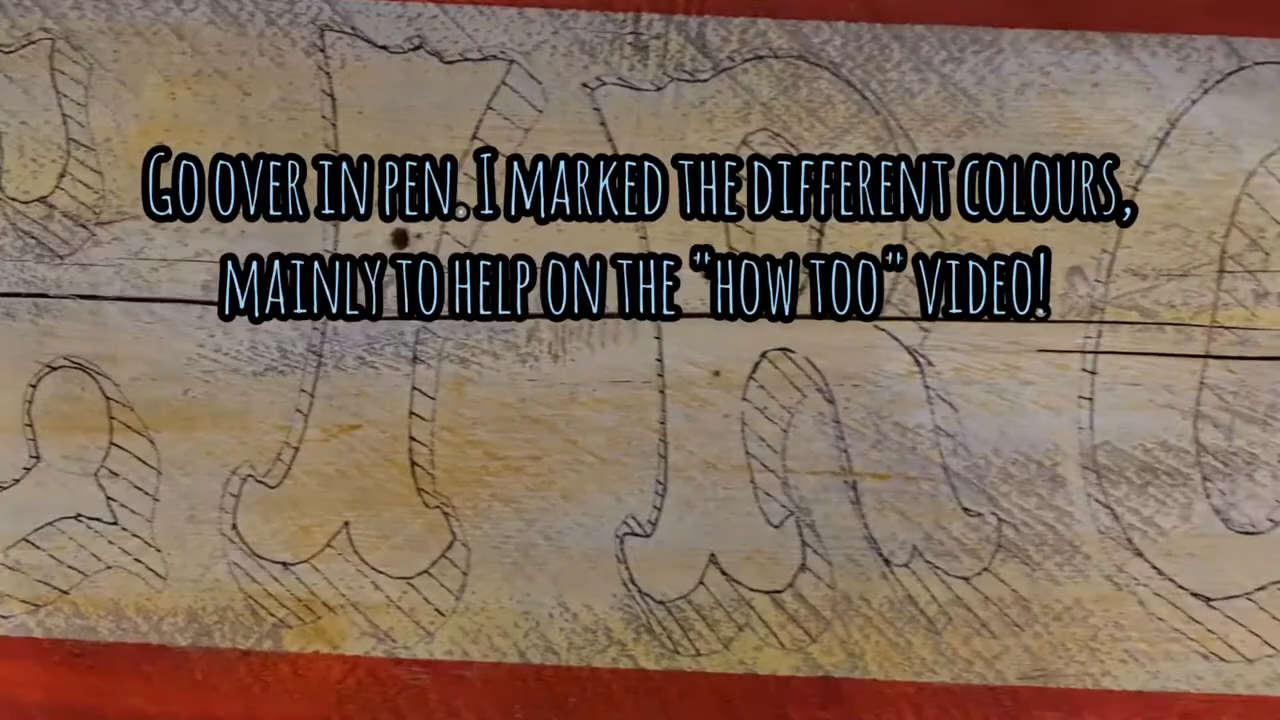 Go over in pen. I marked the different colours,
mainly to help on the "how too" video!